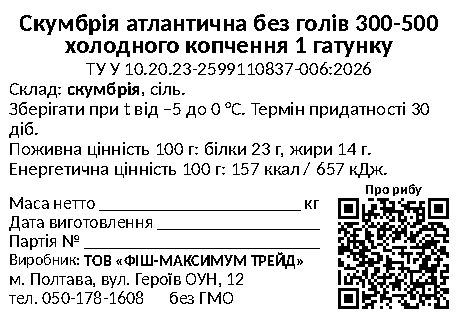 Скумбрія атлантична без голів 300-500
холодного копчення 1 гатунку
ТУ У 10.20.23-2599110837-006:2026
Склад: скумбрія, сіль.
Зберігати при t від –5 до 0 °С. Термін придатності 30
діб.
Поживна цінність 100 г: білки 23 г, жири 14 г.
Енергетична цінність 100 г: 157 ккал / 657 кДж.
Про рибу
Маса нетто ______________________ кг
Дата виготовлення __________________
Партія № __________________________
Виробник: ТОВ «ФІШ-МАКСИМУМ ТРЕЙД»
м. Полтава, вул. Героїв ОУН, 12
тел. 050-178-1608 без ГМО